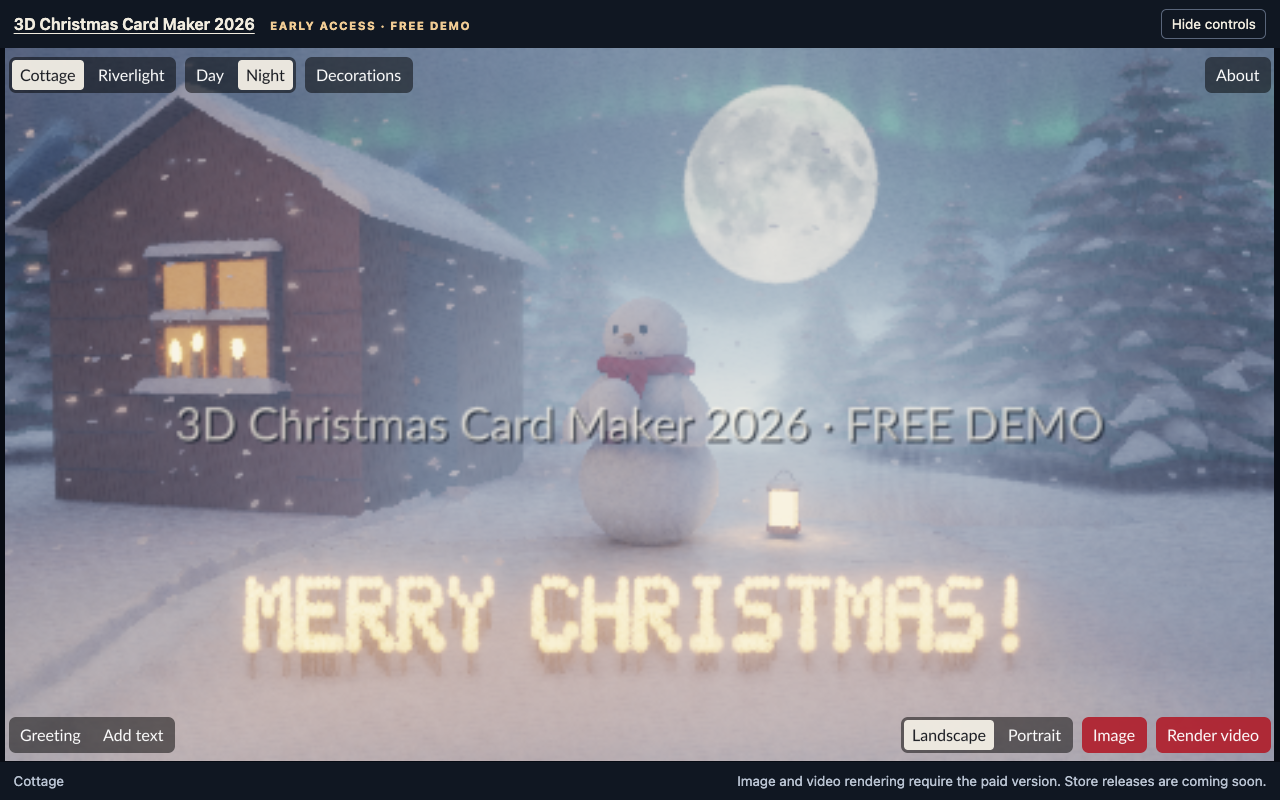 3D Christmas Card Maker 2026 EARLY ACCESS · FREE DEMO Hide controls
Cottage Riverlight Day Night Decorations About
3D Christmas Card Maker 2026 · FREE DEMO
MERRY CHRISTMAS!
Greeting Add text Landscape Portrait Image Render video
Cottage Image and video rendering require the paid version. Store releases are coming soon.